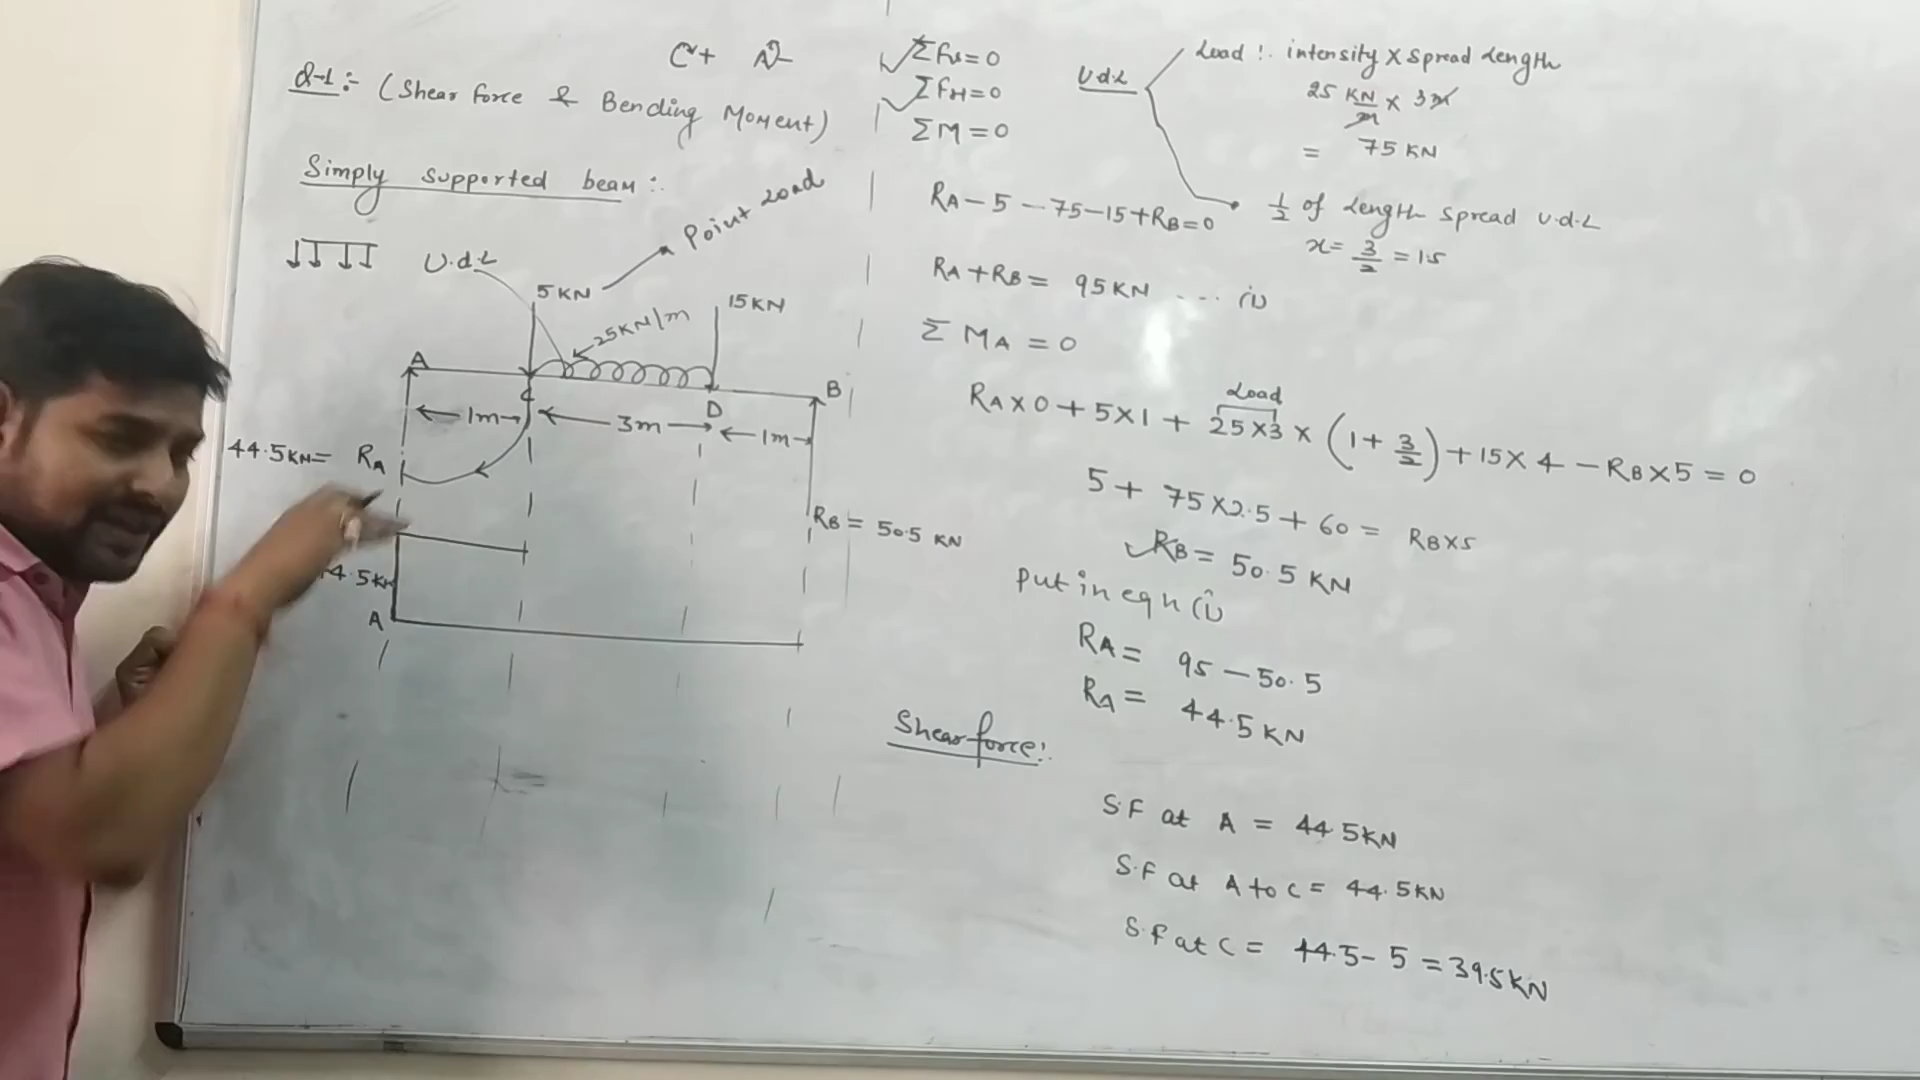 Q-1:- (Shear force & Bending Moment)
Simply supported beam:.
U.d.L
Point Load
5 KN
25KN/m
15KN
A
C
D
B
1m
3m
1m
44.5KN = RA
RB = 50.5 KN
4.5KN
A
ΣFv=0
ΣFH=0
ΣM=0
RA-5-75-15+RB=0
RA+RB= 95KN ... (i)
ΣMA=0
Load
RA×0+5×1+25×3×(1+3/2)+15×4-RB×5=0
5+75×2.5+60= RB×5
RB= 50.5 KN
Put in eqn (i)
RA= 95-50.5
RA= 44.5KN
U.d.L
Load :. intensity × spread length
25 KN/m × 3m
= 75 KN
1/2 of length spread U.d.L
x= 3/2 =1.5
Shear force:.
S.F at A = 44.5KN
S.F at A to C= 44.5KN
S.F at C= 44.5-5=39.5KN